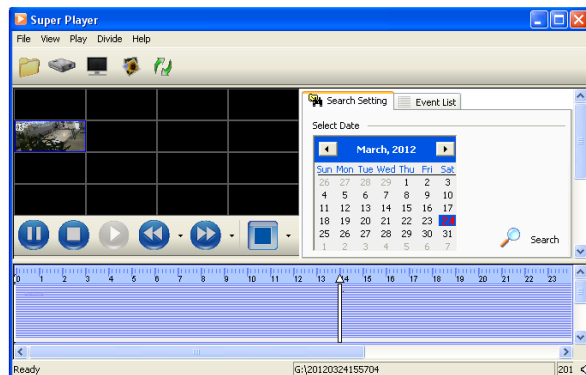 Super Player
File View Play Divide Help
Search Setting Event List
Select Date
March, 2012
Sun Mon Tue Wed Thu Fri Sat
26 27 28 29 1 2 3
4 5 6 7 8 9 10
11 12 13 14 15 16 17
18 19 20 21 22 23 24
25 26 27 28 29 30 31
1 2 3 4 5 6 7
Search
0 1 2 3 4 5 6 7 8 9 10 11 12 13 14 15 16 17 18 19 20 21 22 23
Ready G:\20120324155704 201